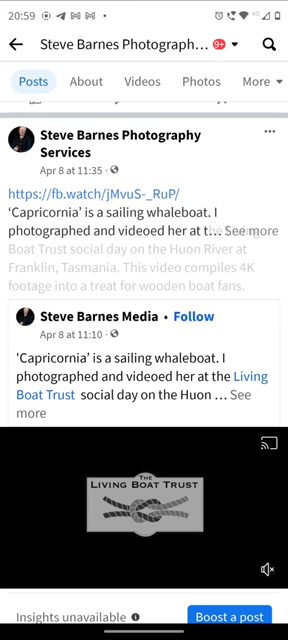 20:59
4G
Steve Barnes Photograph... 9+
Posts About Videos Photos More
Steve Barnes Photography
Services
Apr 8 at 11:35 ·
https://fb.watch/jMvuS-_RuP/
‘Capricornia’ is a sailing whaleboat. I
photographed and videoed her at t... See more
Boat Trust social day on the Huon River at
Franklin, Tasmania. This video compiles 4K
footage into a treat for wooden boat fans.
Steve Barnes Media • Follow
Apr 8 at 11:10 ·
'Capricornia’ is a sailing whaleboat. I
photographed and videoed her at the Living
Boat Trust social day on the Huon ... See
more
THE
LIVING BOAT TRUST
Insights unavailable
Boost a post